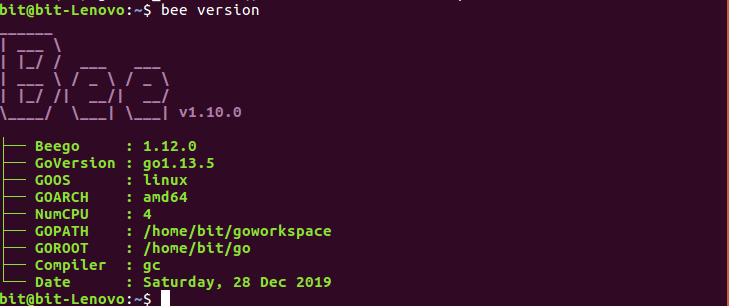 bit@bit-Lenovo:~$ bee version
______
| ___ \
| |_/ /  ___   ___
| ___ \ / _ \ / _ \
| |_/ /|  __/|  __/
\____/  \___| \___| v1.10.0
├── Beego     : 1.12.0
├── GoVersion : go1.13.5
├── GOOS      : linux
├── GOARCH    : amd64
├── NumCPU    : 4
├── GOPATH    : /home/bit/goworkspace
├── GOROOT    : /home/bit/go
├── Compiler  : gc
└── Date      : Saturday, 28 Dec 2019
bit@bit-Lenovo:~$